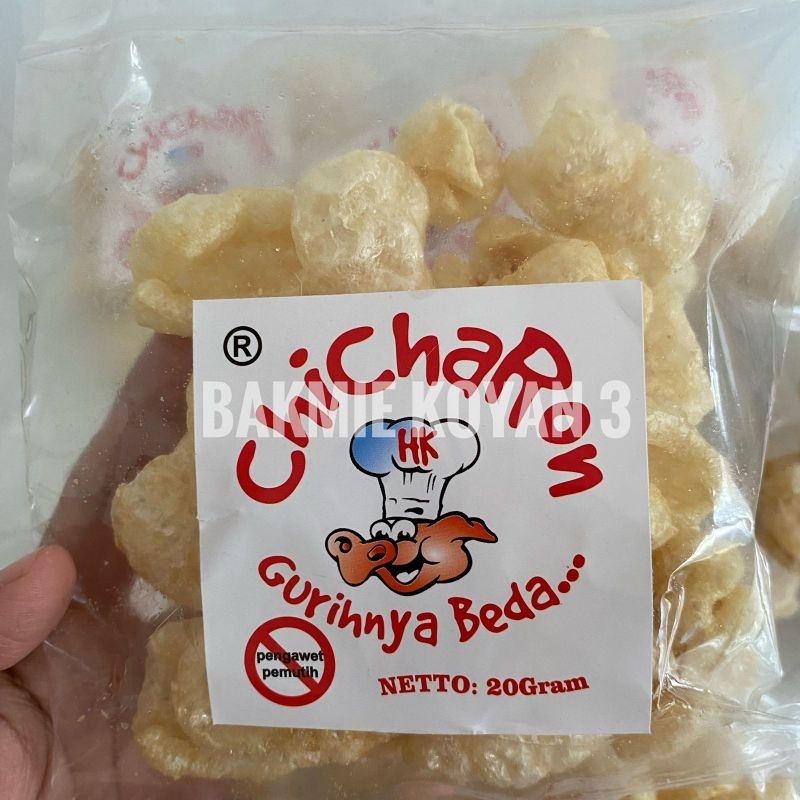 ®
ChiChaRon
BAKMIE KOYAN 3
HK
Gurihnya Beda...
pengawet
pemutih
NETTO: 20Gram